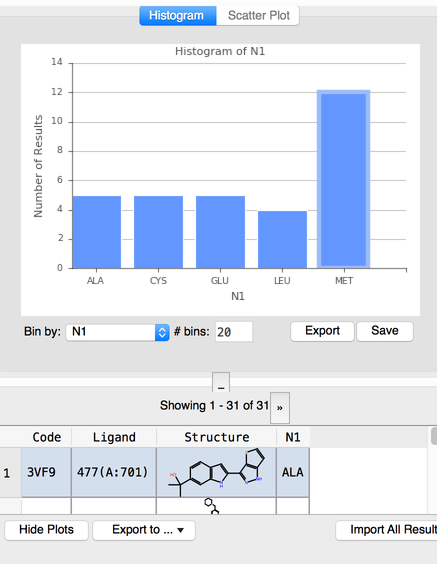 Histogram Scatter Plot
Histogram of N1
Number of Results
14
12
10
8
6
4
2
0
ALA CYS GLU LEU MET
N1
Bin by: N1 # bins: 20 Export Save
–
Showing 1 - 31 of 31 »
Code Ligand Structure N1
1 3VF9 477(A:701) ALA
Hide Plots Export to ... ▼ Import All Result